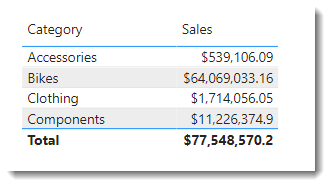 Category Sales
Accessories $539,106.09
Bikes $64,069,033.16
Clothing $1,714,056.05
Components $11,226,374.9
Total $77,548,570.2